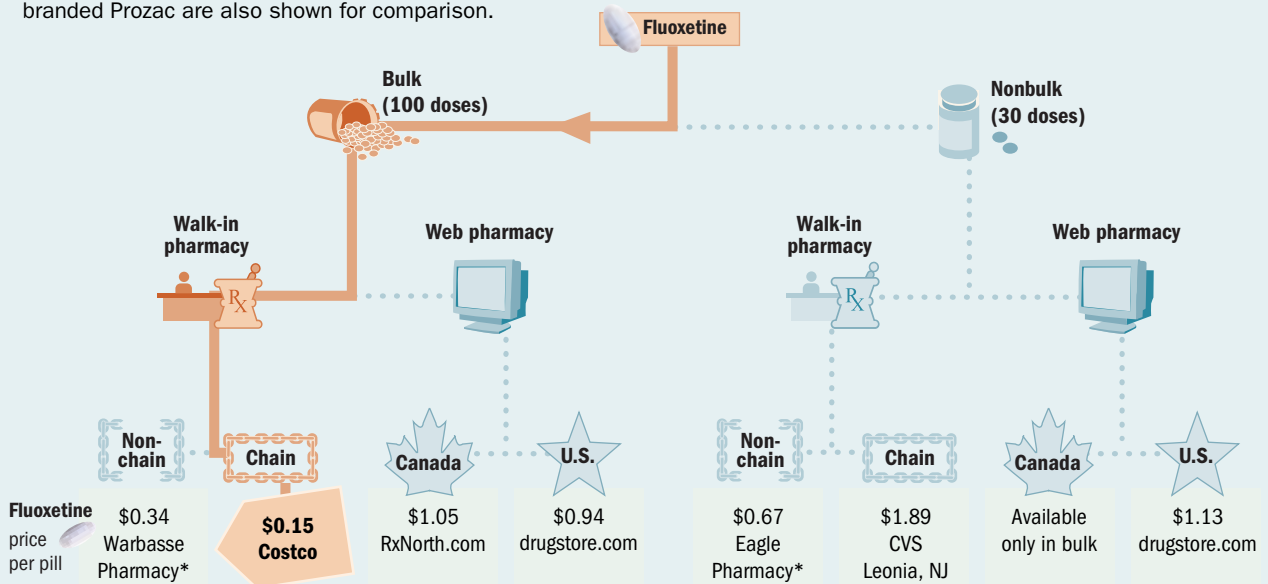 branded Prozac are also shown for comparison.
Fluoxetine
Bulk
(100 doses)
Nonbulk
(30 doses)
Walk-in
pharmacy
Web pharmacy
Walk-in
pharmacy
Web pharmacy
Rx
Rx
Non-
chain
Chain
Canada
U.S.
Non-
chain
Chain
Canada
U.S.
Fluoxetine
price
per pill
$0.34
Warbasse
Pharmacy*
$0.15
Costco
$1.05
RxNorth.com
$0.94
drugstore.com
$0.67
Eagle
Pharmacy*
$1.89
CVS
Leonia, NJ
Available
only in bulk
$1.13
drugstore.com